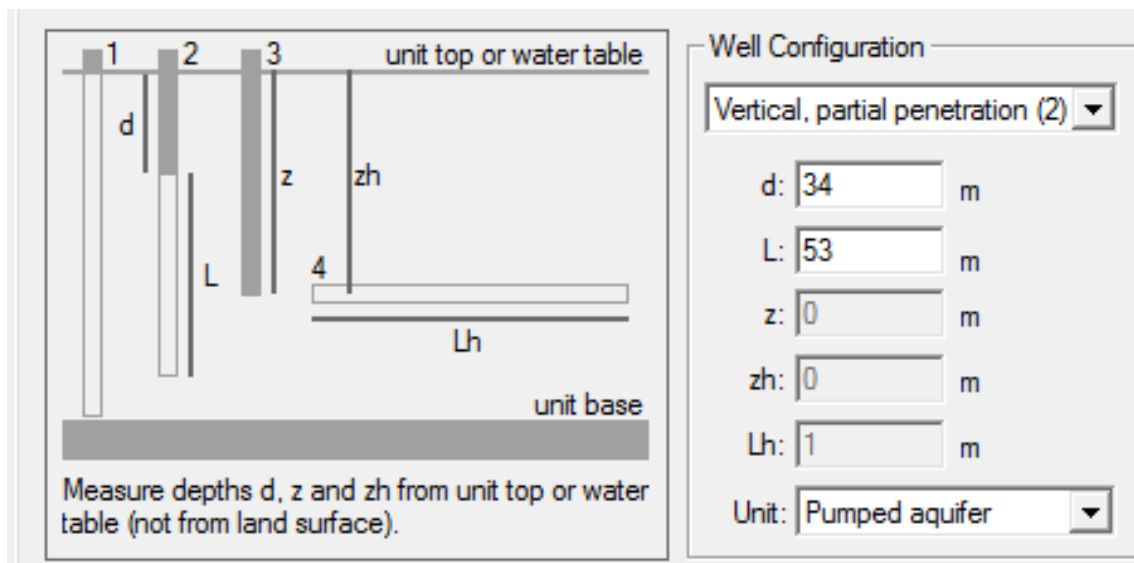 1 2 3 unit top or water table
d
z zh
L 4
Lh
unit base
Measure depths d, z and zh from unit top or water
table (not from land surface).
Well Configuration
Vertical, partial penetration (2)
d: 34 m
L: 53 m
z: 0 m
zh: 0 m
Lh: 1 m
Unit: Pumped aquifer